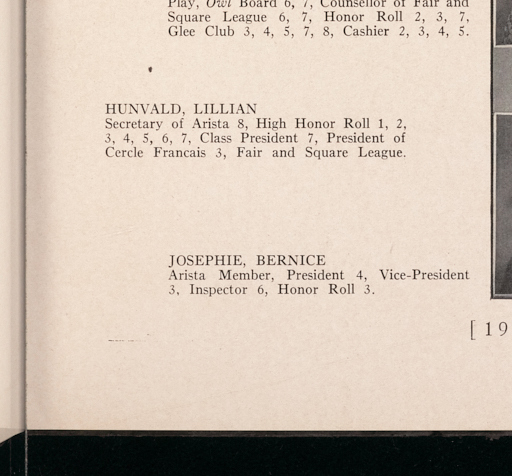 Play, Owl Board 6, 7, Counsellor of Fair and
Square League 6, 7, Honor Roll 2, 3, 7,
Glee Club 3, 4, 5, 7, 8, Cashier 2, 3, 4, 5.
HUNVALD, LILLIAN
Secretary of Arista 8, High Honor Roll 1, 2,
3, 4, 5, 6, 7, Class President 7, President of
Cercle Francais 3, Fair and Square League.
JOSEPHIE, BERNICE
Arista Member, President 4, Vice-President
3, Inspector 6, Honor Roll 3.
[ 19